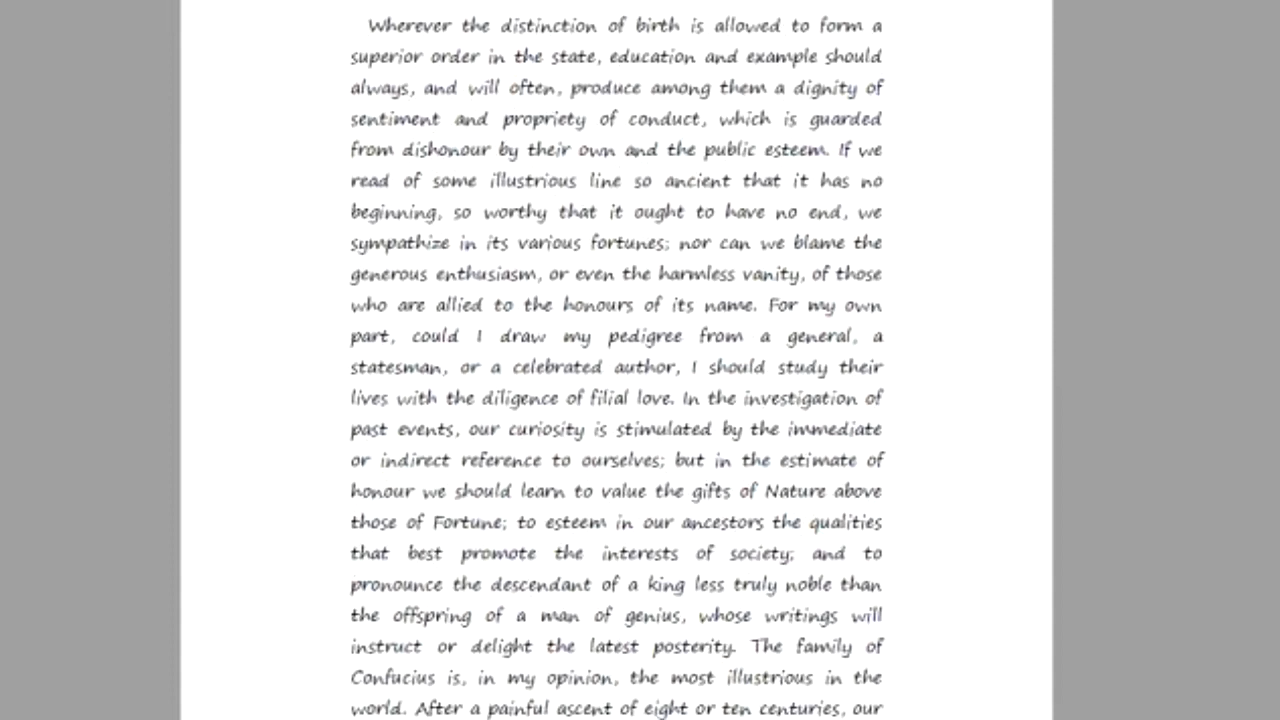 Wherever the distinction of birth is allowed to form a
superior order in the state, education and example should
always, and will often, produce among them a dignity of
sentiment and propriety of conduct, which is guarded
from dishonour by their own and the public esteem. If we
read of some illustrious line so ancient that it has no
beginning, so worthy that it ought to have no end, we
sympathize in its various fortunes; nor can we blame the
generous enthusiasm, or even the harmless vanity, of those
who are allied to the honours of its name. For my own
part, could I draw my pedigree from a general, a
statesman, or a celebrated author, I should study their
lives with the diligence of filial love. In the investigation of
past events, our curiosity is stimulated by the immediate
or indirect reference to ourselves; but in the estimate of
honour we should learn to value the gifts of Nature above
those of Fortune; to esteem in our ancestors the qualities
that best promote the interests of society; and to
pronounce the descendant of a king less truly noble than
the offspring of a man of genius, whose writings will
instruct or delight the latest posterity. The family of
Confucius is, in my opinion, the most illustrious in the
world. After a painful ascent of eight or ten centuries, our